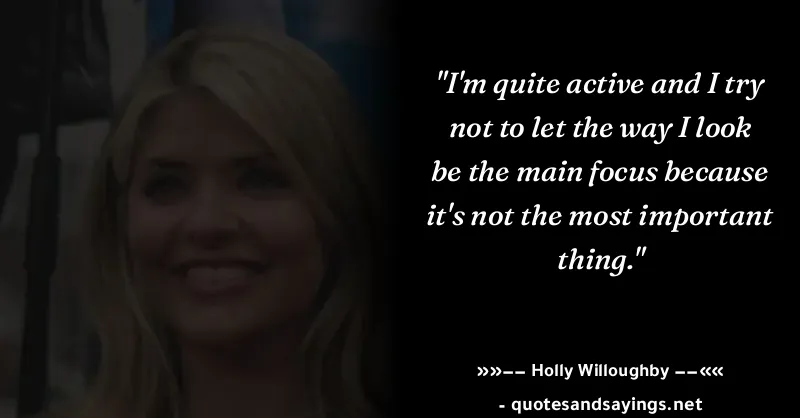 "I'm quite active and I try
not to let the way I look
be the main focus because
it's not the most important
thing."
»»−− Holly Willoughby −−««
- quotesandsayings.net